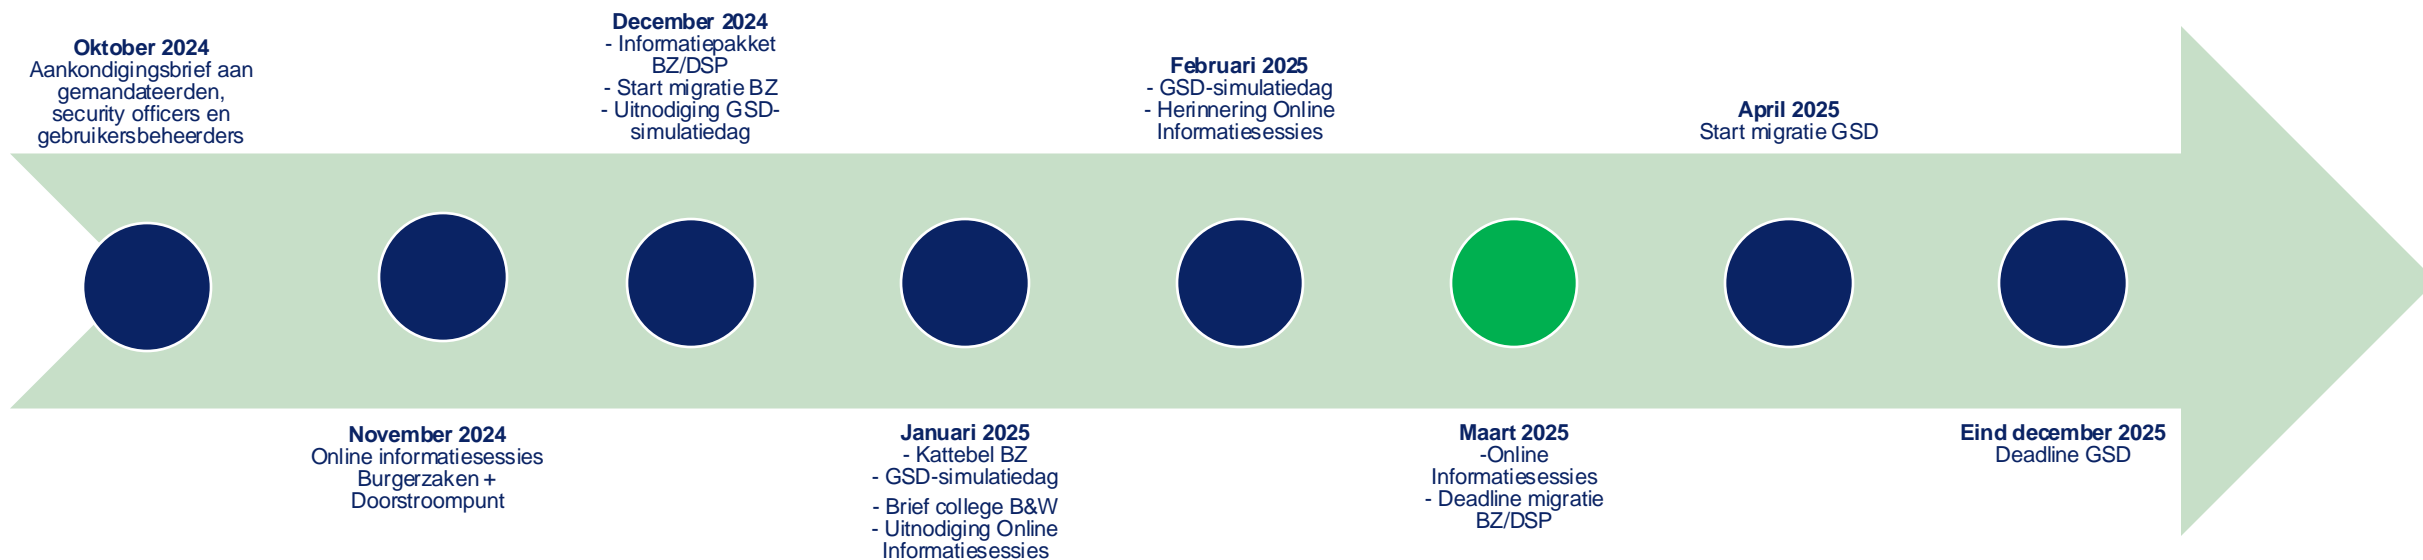 Oktober 2024
Aankondigingsbrief aan
gemandateerden,
security officers en
gebruikersbeheerders
November 2024
Online informatiesessies
Burgerzaken +
Doorstroompunt
December 2024
- Informatiepakket
BZ/DSP
- Start migratie BZ
- Uitnodiging GSD-
simulatiedag
Januari 2025
- Kattebel BZ
- GSD-simulatiedag
- Brief college B&W
- Uitnodiging Online
Informatiesessies
Februari 2025
- GSD-simulatiedag
- Herinnering Online
Informatiesessies
Maart 2025
-Online
Informatiesessies
- Deadline migratie
BZ/DSP
April 2025
Start migratie GSD
Eind december 2025
Deadline GSD